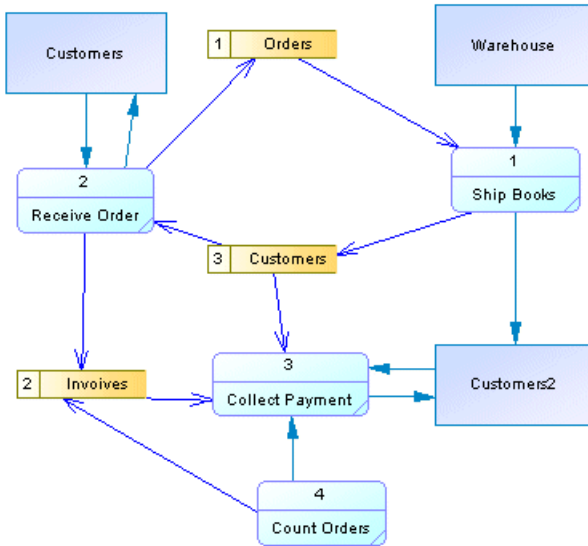 Customers
1 Orders
Warehouse
2
Receive Order
1
Ship Books
3 Customers
2 Invoives
3
Collect Payment
Customers2
4
Count Orders